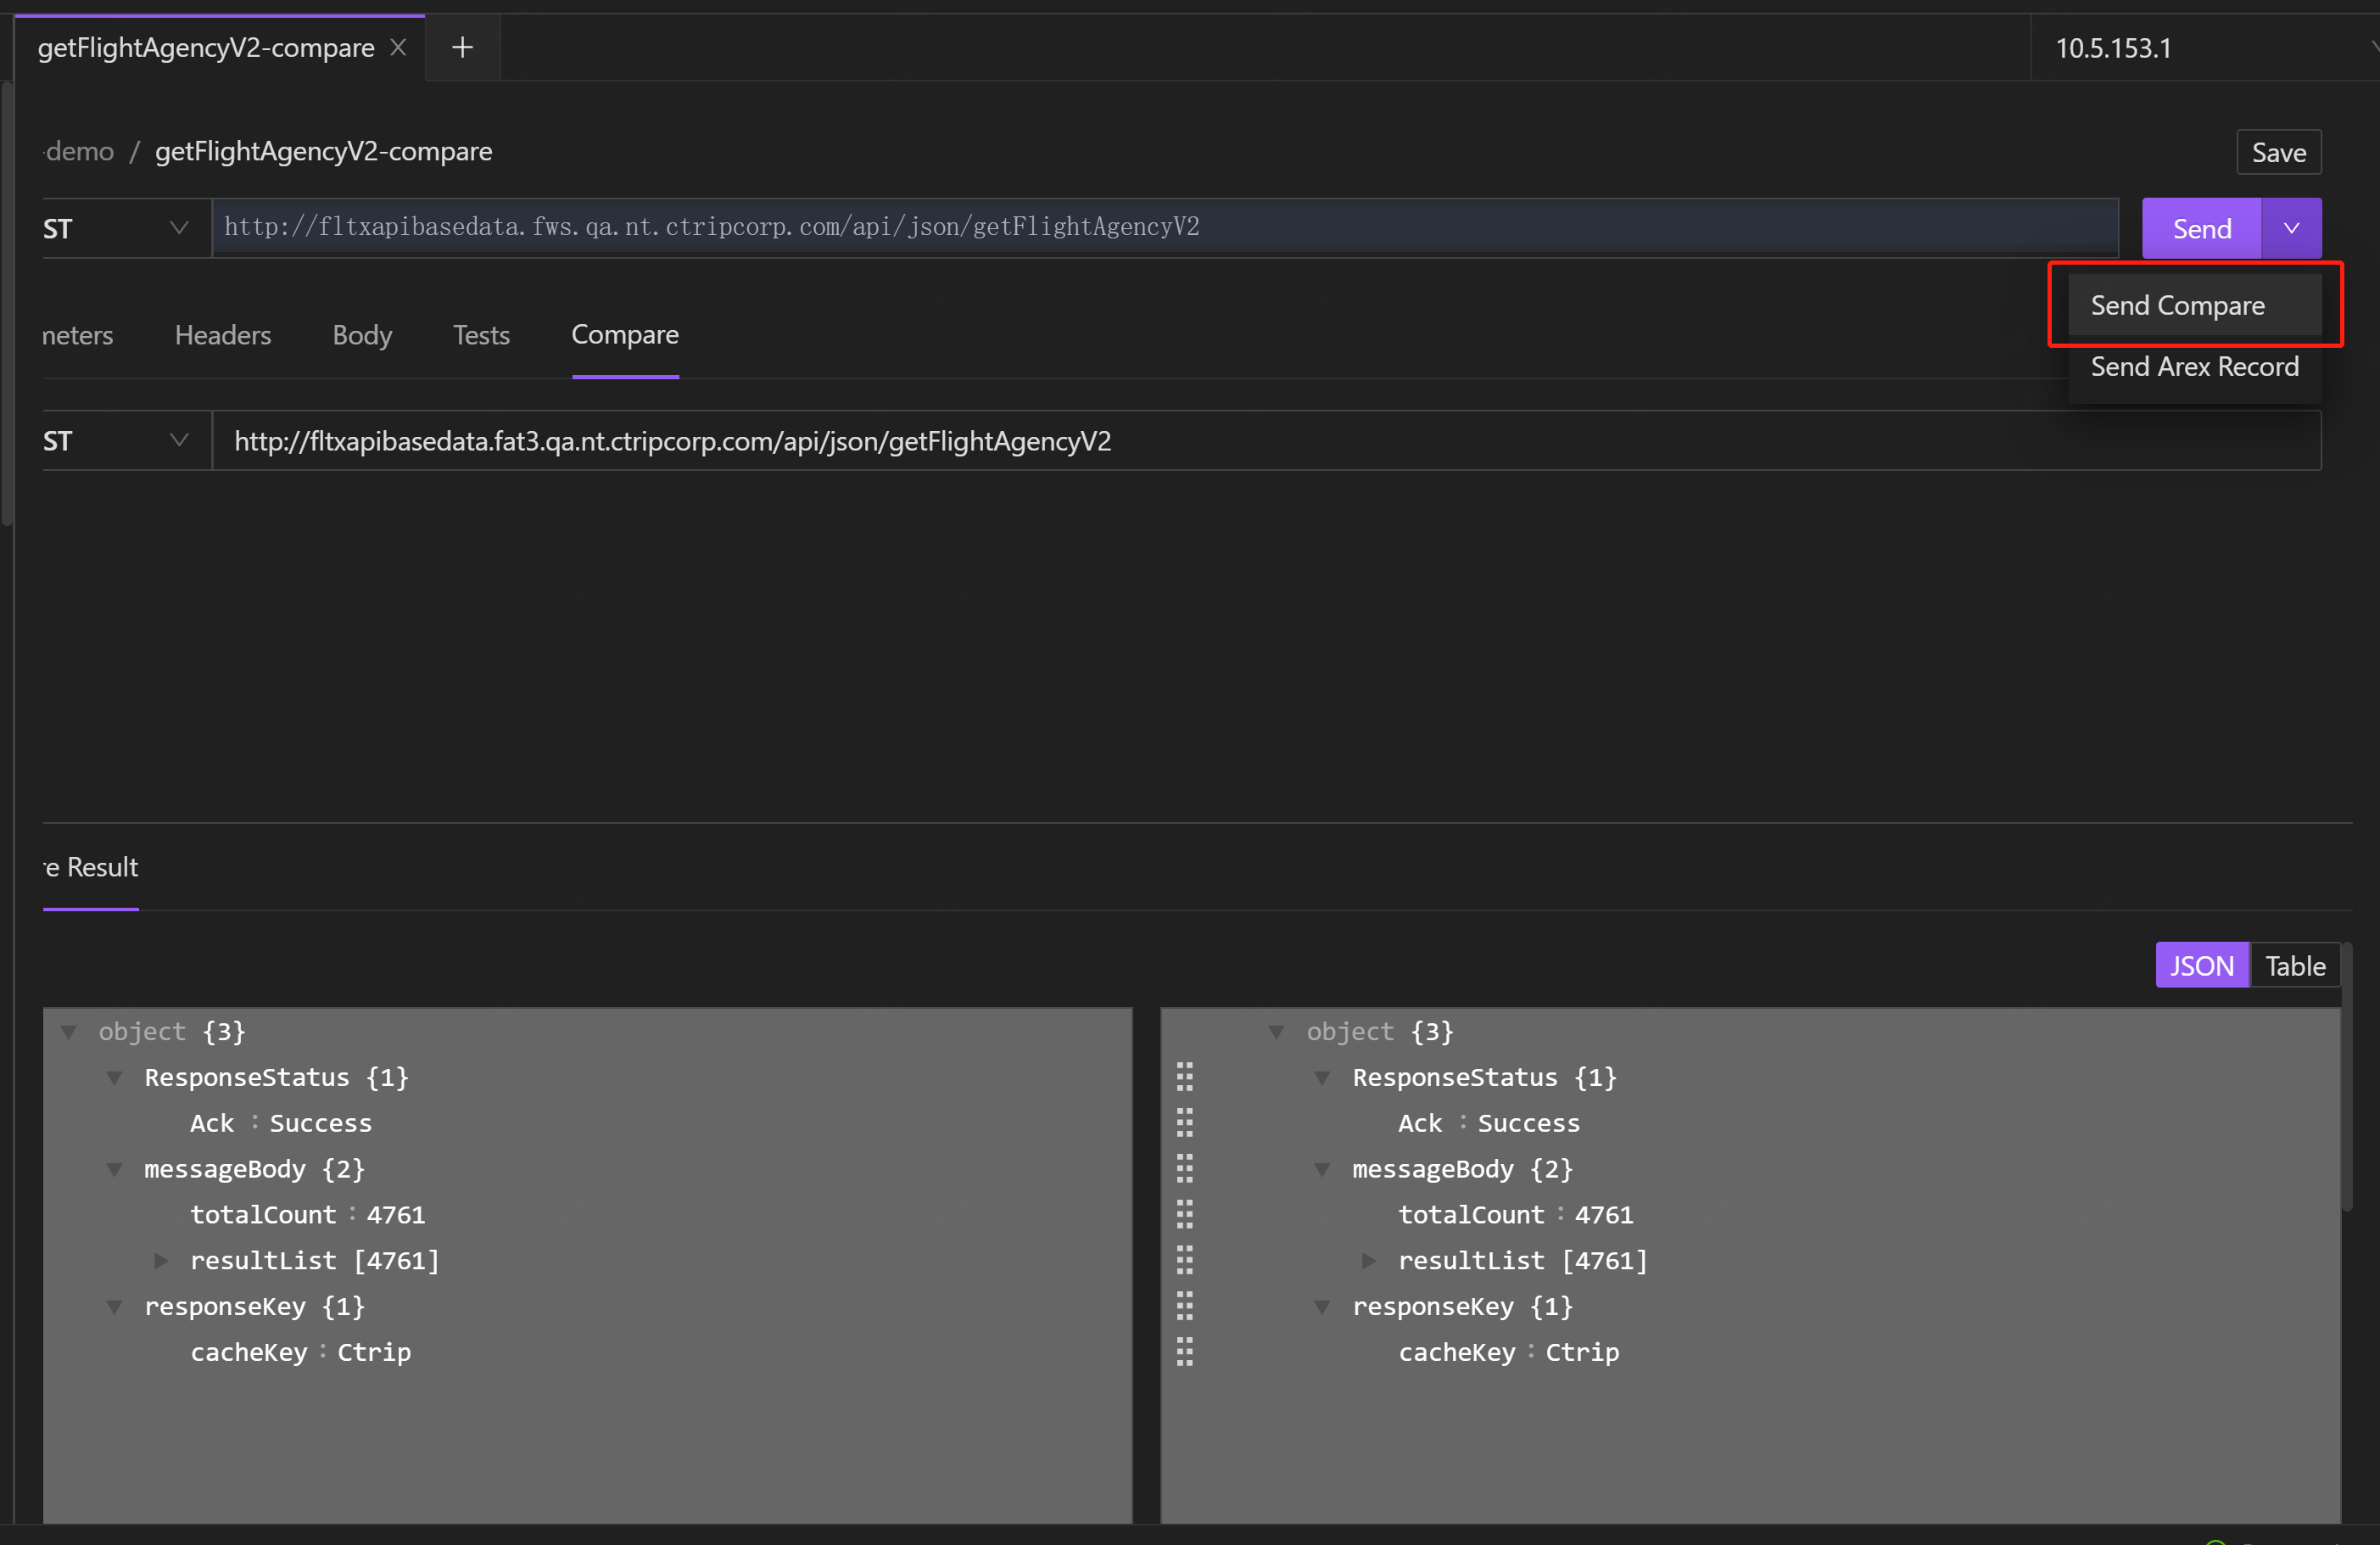 getFlightAgencyV2-compare
10.5.153.1
demo / getFlightAgencyV2-compare
Save
ST
http://fltxapibasedata.fws.qa.nt.ctripcorp.com/api/json/getFlightAgencyV2
Send
Send Compare
Send Arex Record
meters Headers Body Tests Compare
ST
http://fltxapibasedata.fat3.qa.nt.ctripcorp.com/api/json/getFlightAgencyV2
re Result
JSON Table
object {3}
ResponseStatus {1}
Ack : Success
messageBody {2}
totalCount : 4761
resultList [4761]
responseKey {1}
cacheKey : Ctrip
object {3}
ResponseStatus {1}
Ack : Success
messageBody {2}
totalCount : 4761
resultList [4761]
responseKey {1}
cacheKey : Ctrip